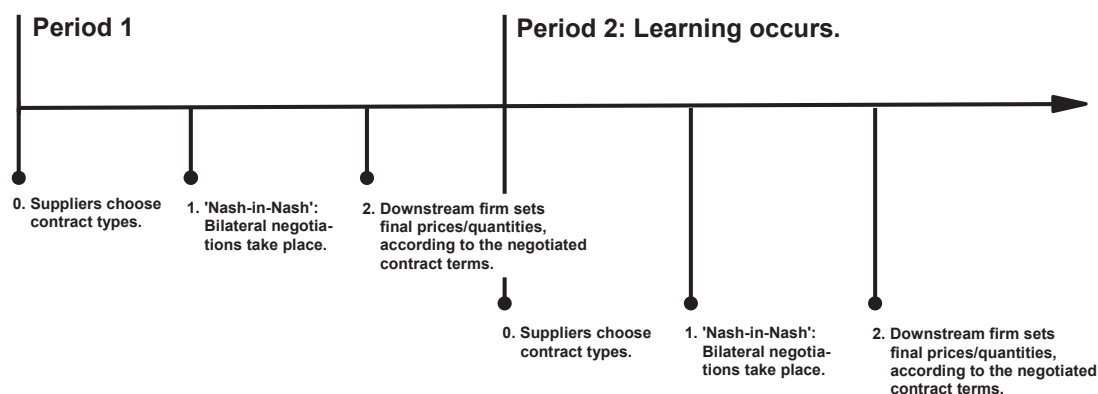 Period 1
Period 2: Learning occurs.
0. Suppliers choose
contract types.
1. 'Nash-in-Nash':
Bilateral negotia-
tions take place.
2. Downstream firm sets
final prices/quantities,
according to the negotiated
contract terms.
0. Suppliers choose
contract types.
1. 'Nash-in-Nash':
Bilateral negotia-
tions take place.
2. Downstream firm sets
final prices/quantities,
according to the negotiated
contract terms.